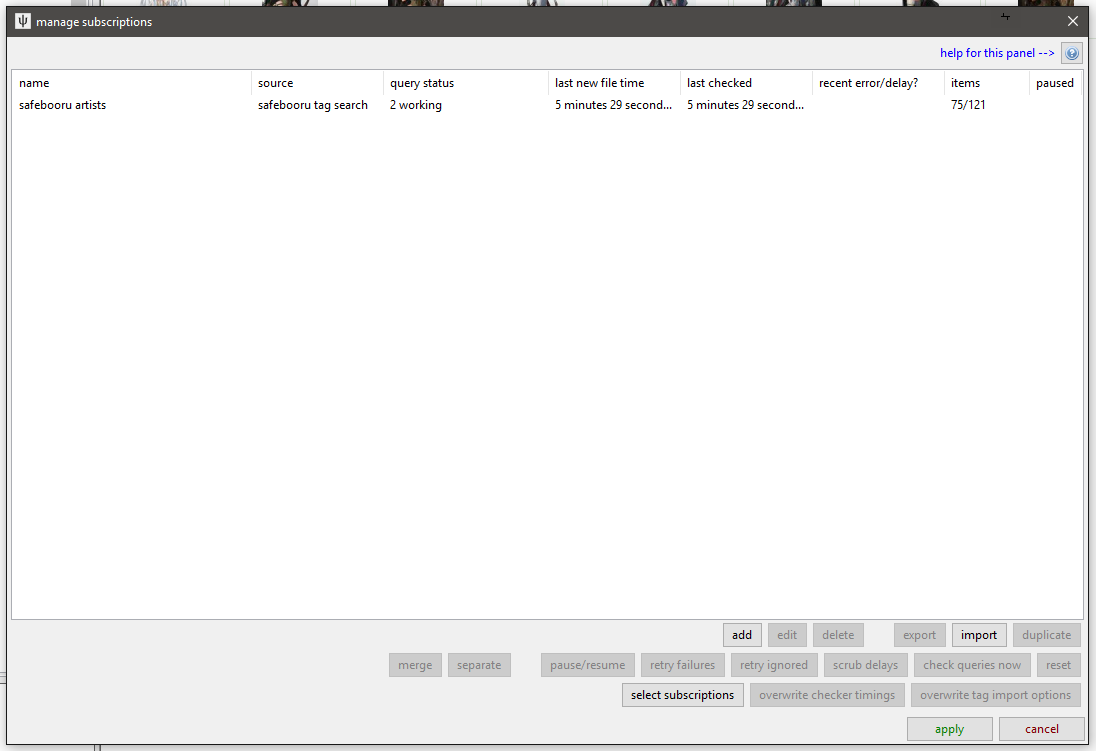 manage subscriptions
help for this panel -->
name source query status last new file time last checked recent error/delay? items paused
safebooru artists safebooru tag search 2 working 5 minutes 29 second... 5 minutes 29 second... 75/121
add edit delete export import duplicate
merge separate pause/resume retry failures retry ignored scrub delays check queries now reset
select subscriptions overwrite checker timings overwrite tag import options
apply cancel